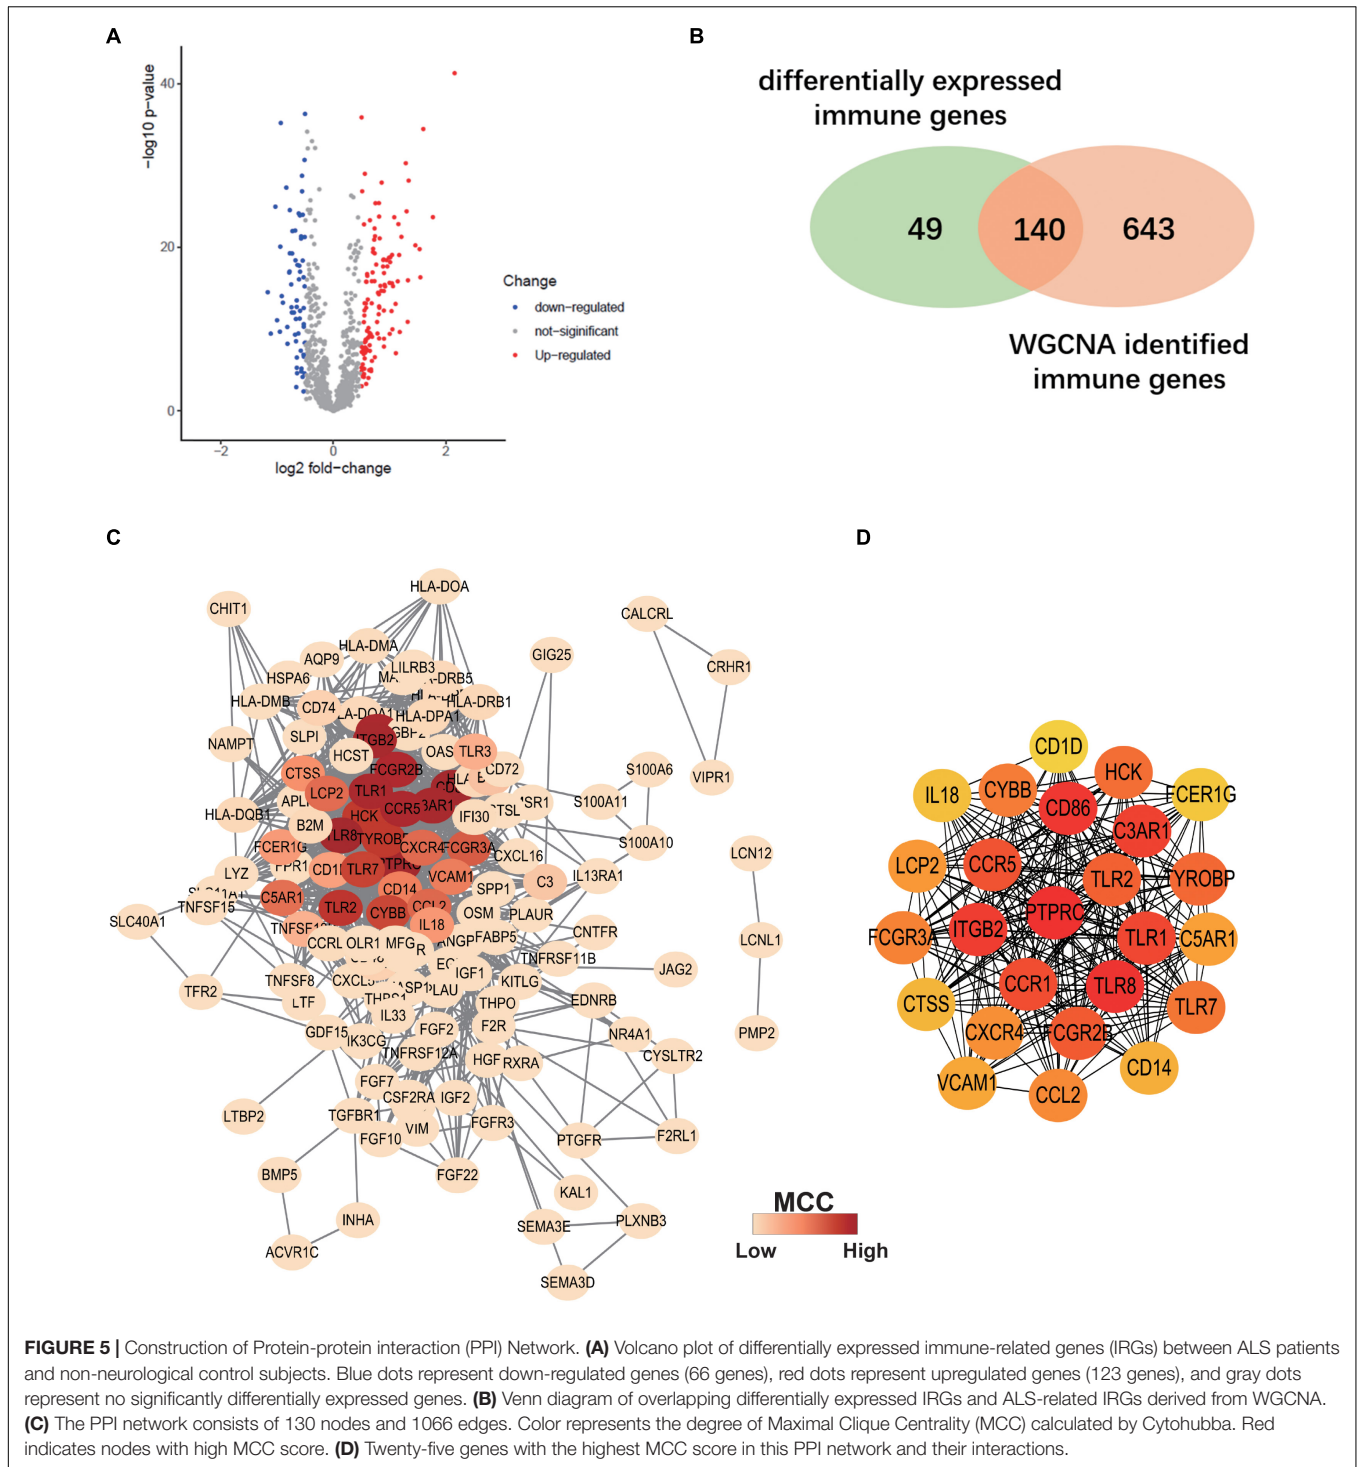 A
−log10 p−value
40
20
0
−2
0
2
log2 fold−change
Change
down−regulated
not−siginificant
Up−regulated
B
differentially expressed
immune genes
49
140
643
WGCNA identified
immune genes
C
HLA-DOA
CHIT1
CALCRL
HLA-DMA
AQP9
LILRB3
GIG25
CRHR1
HSPA6
HLA-DMB
CD74
HLA-DRB1
HLA-DPA1
SLPI
ITGB2
NAMPT
HCST
OAS
TLR3
CTSS
FCGR2B
CD72
VIPR1
S100A6
LCP2
TLR1
CCR5
3AR1
S100A11
HLA-DQB1
B2M
HCK
IFI30
TLR8
TYROB
CXCR4
FCGR3A
S100A10
FCER1G
CXCL16
LCN12
LYZ
FPR1
TLR7
VCAM1
IL13RA1
CD14
SPP1
C3
C5AR1
TLR2
CYBB
CCL2
OSM
PLAUR
TNFSF15
SLC40A1
IL18
CNTFR
LCNL1
CCRL
OLR1
MFG
FABP5
TNFRSF11B
JAG2
TNFSF8
IGF1
KITLG
TFR2
LTF
CXCL5
PLAU
THPO
EDNRB
IL33
GDF15
FGF2
F2R
NR4A1
PMP2
IK3CG
TNFRSF12A
HGF
RXRA
CYSLTR2
FGF7
CSF2RA
IGF2
LTBP2
TGFBR1
FGF10
VIM
FGFR3
PTGFR
F2RL1
BMP5
FGF22
KAL1
INHA
SEMA3E
PLXNB3
ACVR1C
SEMA3D
MCC
Low
High
D
CD1D
HCK
IL18
CYBB
CD86
CER1G
C3AR1
LCP2
CCR5
TLR2
YROBP
PTPRC
FCGR3A
ITGB2
TLR1
C5AR1
CCR1
TLR8
CTSS
TLR7
CXCR4
FCGR2B
VCAM1
CCL2
CD14
FIGURE 5 | Construction of Protein-protein interaction (PPI) Network. (A) Volcano plot of differentially expressed immune-related genes (IRGs) between ALS patients
and non-neurological control subjects. Blue dots represent down-regulated genes (66 genes), red dots represent upregulated genes (123 genes), and gray dots
represent no significantly differentially expressed genes. (B) Venn diagram of overlapping differentially expressed IRGs and ALS-related IRGs derived from WGCNA.
(C) The PPI network consists of 130 nodes and 1066 edges. Color represents the degree of Maximal Clique Centrality (MCC) calculated by Cytohubba. Red
indicates nodes with high MCC score. (D) Twenty-five genes with the highest MCC score in this PPI network and their interactions.